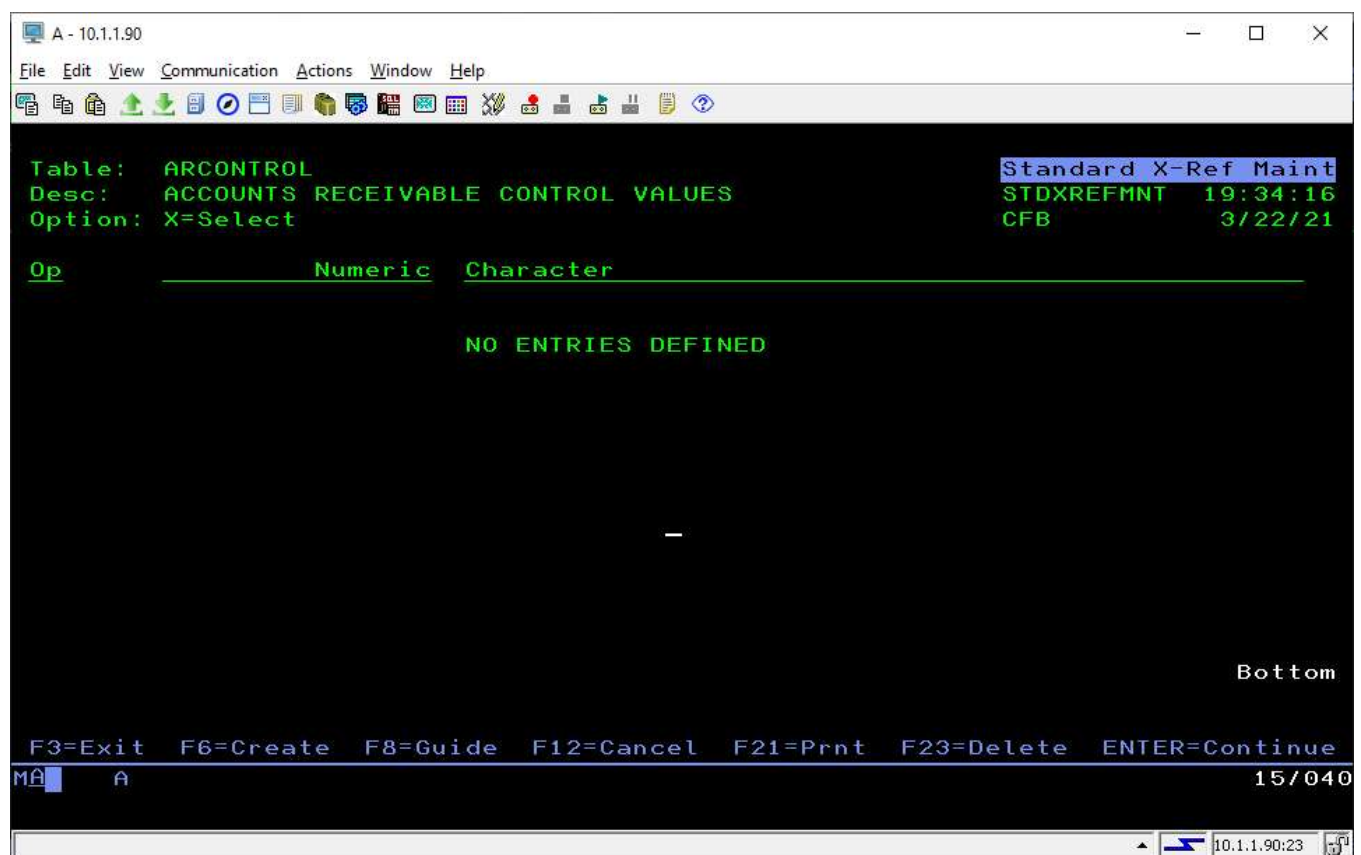 A - 10.1.1.90
File Edit View Communication Actions Window Help
Table: ARCONTROL Standard X-Ref Maint
Desc: ACCOUNTS RECEIVABLE CONTROL VALUES STDXREFMNT 19:34:16
Option: X=Select CFB 3/22/21
Op Numeric Character
NO ENTRIES DEFINED
Bottom
F3=Exit F6=Create F8=Guide F12=Cancel F21=Prnt F23=Delete ENTER=Continue
MA A 15/040
10.1.1.90:23